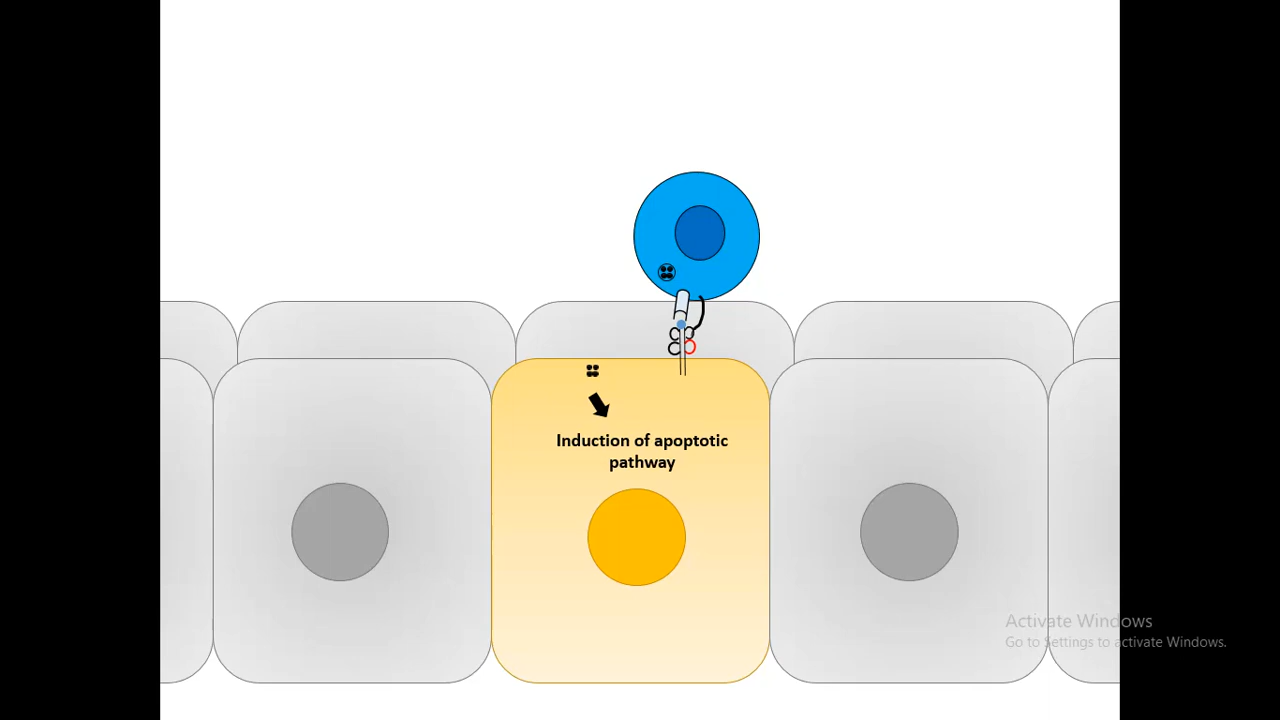 Induction of apoptotic
pathway
Activate Windows
Go to Settings to activate Windows.